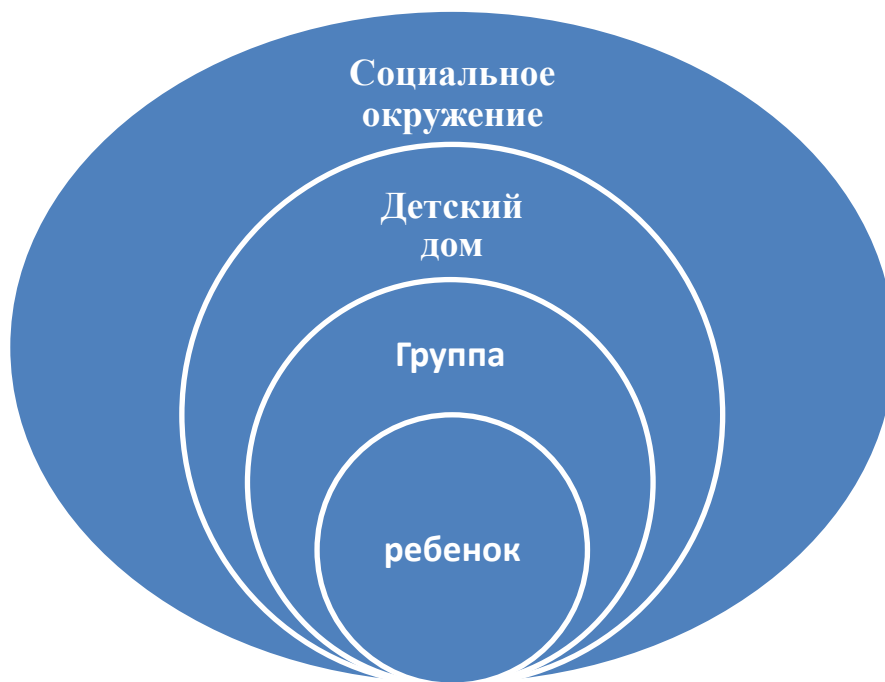 Социальное
окружение
Детский
дом
Группа
ребенок